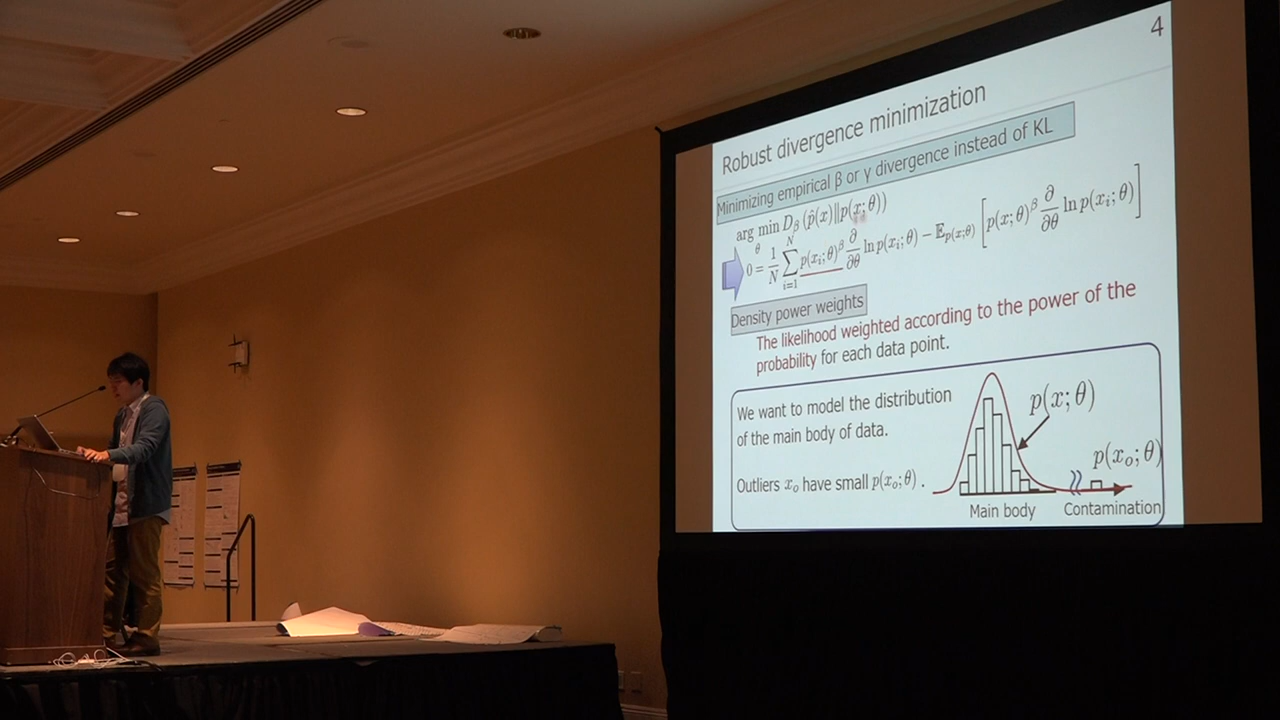 4
Robust divergence minimization
Minimizing empirical β or γ divergence instead of KL
arg min_θ D_β (p̂(x)‖p(x;θ))
0 = 1/N ∑_{i=1}^{N} p(x_i;θ)^β ∂/∂θ ln p(x_i;θ) − 𝔼_{p(x;θ)} [ p(x;θ)^β ∂/∂θ ln p(x_i;θ) ]
Density power weights
The likelihood weighted according to the power of the
probability for each data point.
We want to model the distribution
of the main body of data.
Outliers x_o have small p(x_o;θ) .
p(x;θ)
p(x_o;θ)
Main body
Contamination